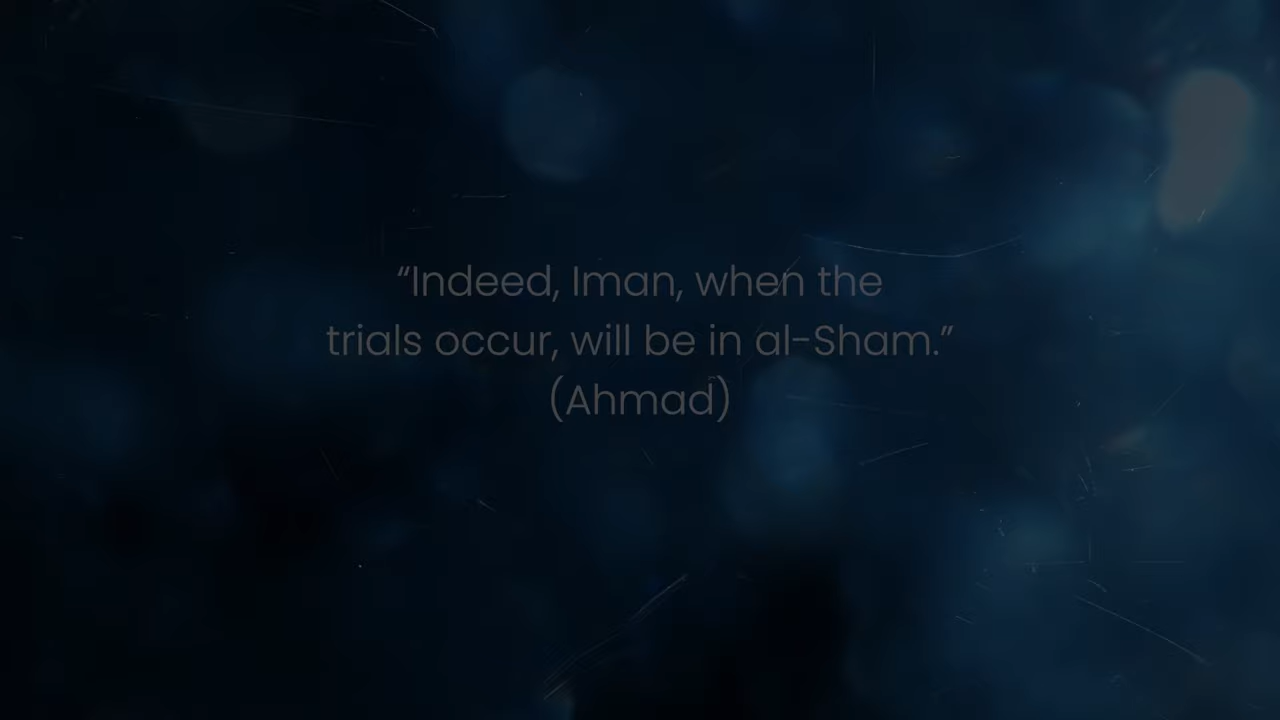 “Indeed, Iman, when the
trials occur, will be in al-Sham.”
(Ahmad)